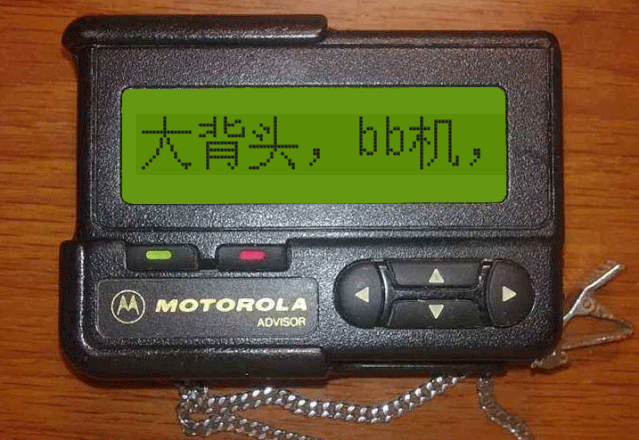 大背头，bb机，
MOTOROLA
ADVISOR